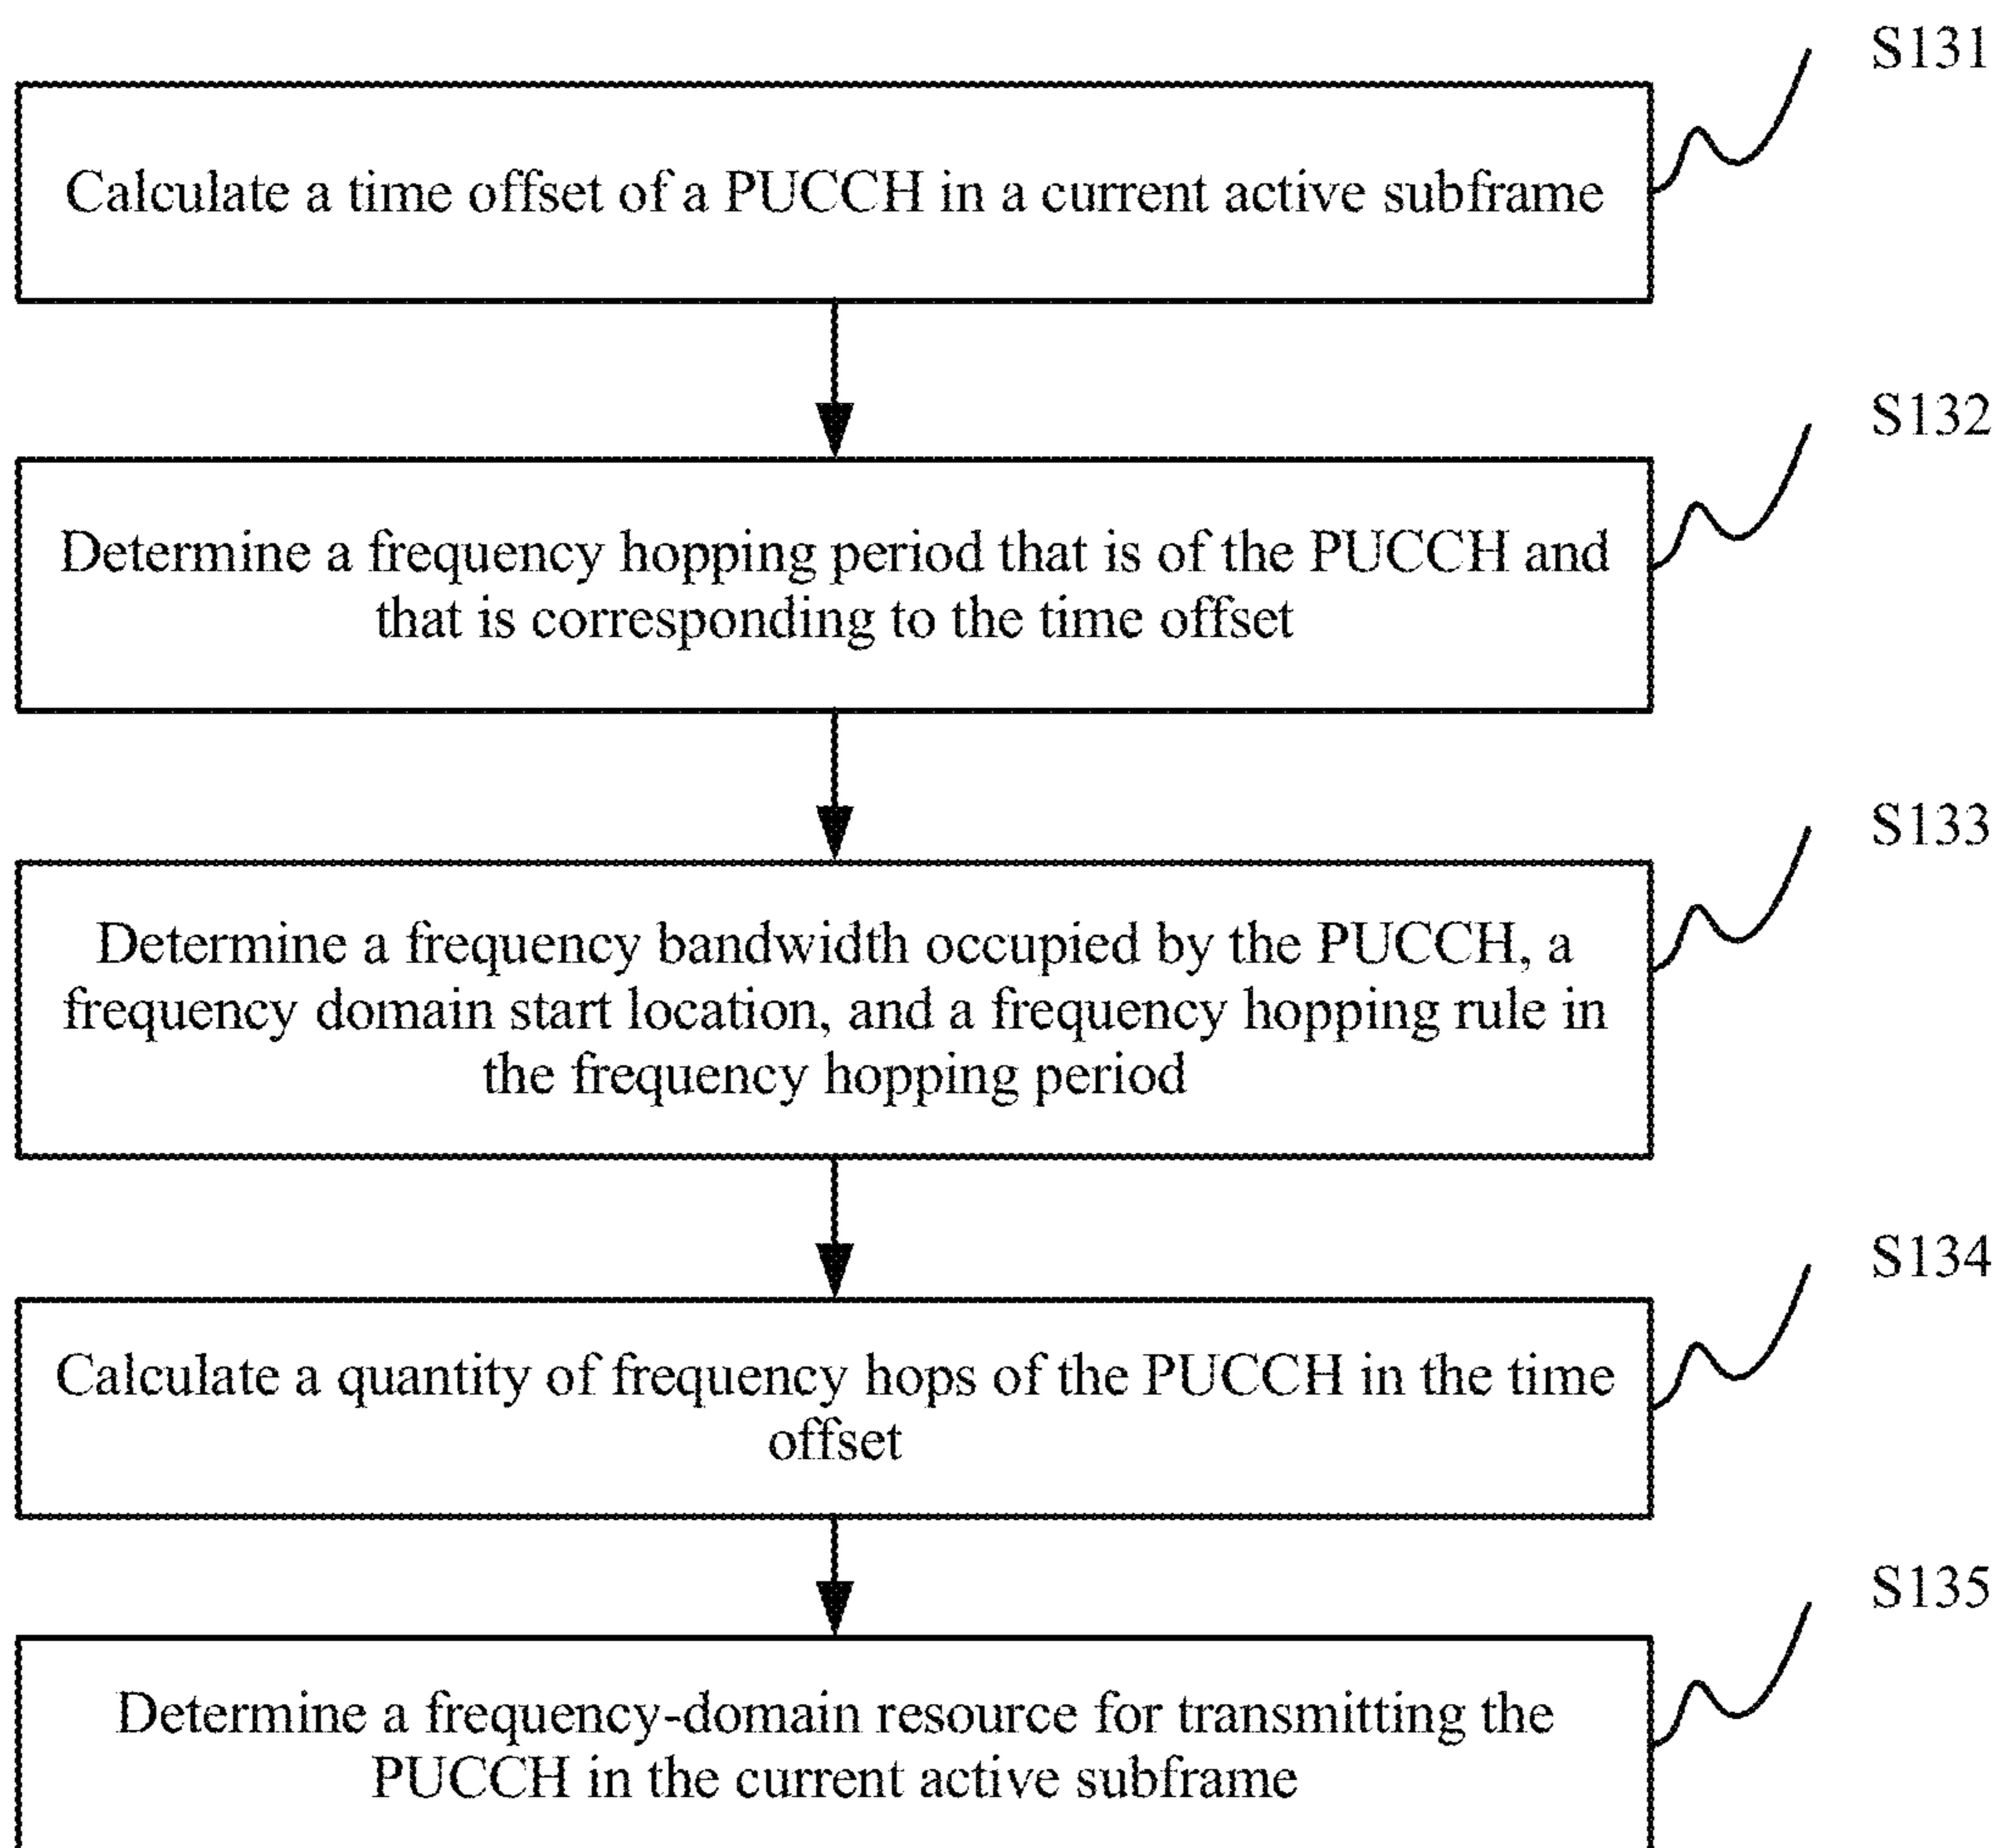 S131
Calculate a time offset of a PUCCH in a current active subframe
S132
Determine a frequency hopping period that is of the PUCCH and
that is corresponding to the time offset
S133
Determine a frequency bandwidth occupied by the PUCCH, a
frequency domain start location, and a frequency hopping rule in
the frequency hopping period
S134
Calculate a quantity of frequency hops of the PUCCH in the time
offset
S135
Determine a frequency-domain resource for transmitting the
PUCCH in the current active subframe